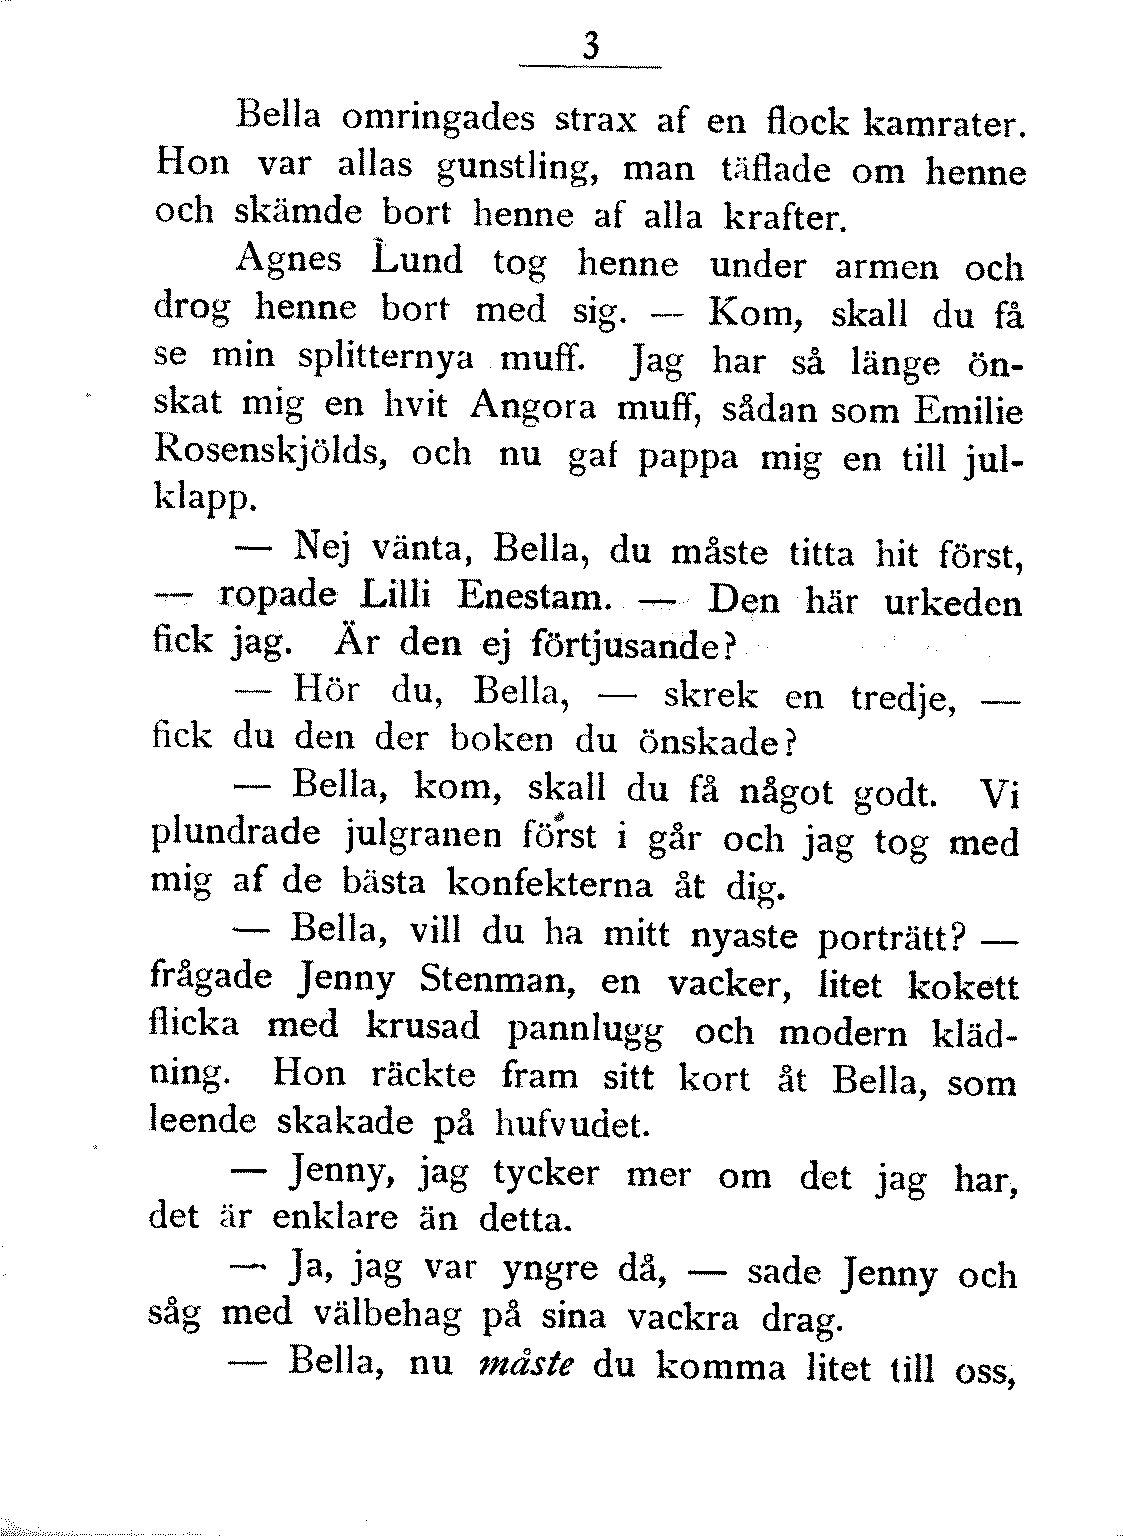 3
Bella omringades strax af en flock kamrater.
Hon var allas gunstling, man täflade om henne
och skämde bort henne af alla krafter.
Agnes Lund tog henne under armen och
drog henne bort med sig. — Kom, skall du få
se min splitternya muff. Jag har så länge ön-
skat mig en hvit Angora muff, sådan som Emilie
Rosenskjölds, och nu gaf pappa mig en till jul-
klapp.
— Nej vänta, Bella, du måste titta hit först,
— ropade Lilli Enestam. — Den här urkeden
fick jag. Är den ej förtjusande?
— Hör du, Bella, — skrek en tredje, —
fick du den der boken du önskade?
— Bella, kom, skall du få något godt. Vi
plundrade julgranen först i går och jag tog med
mig af de bästa konfekterna åt dig.
— Bella, vill du ha mitt nyaste porträtt? —
frågade Jenny Stenman, en vacker, litet kokett
flicka med krusad pannlugg och modern kläd-
ning. Hon räckte fram sitt kort åt Bella, som
leende skakade på hufvudet.
— Jenny, jag tycker mer om det jag har,
det är enklare än detta.
— Ja, jag var yngre då, — sade Jenny och
såg med välbehag på sina vackra drag.
— Bella, nu måste du komma litet till oss,